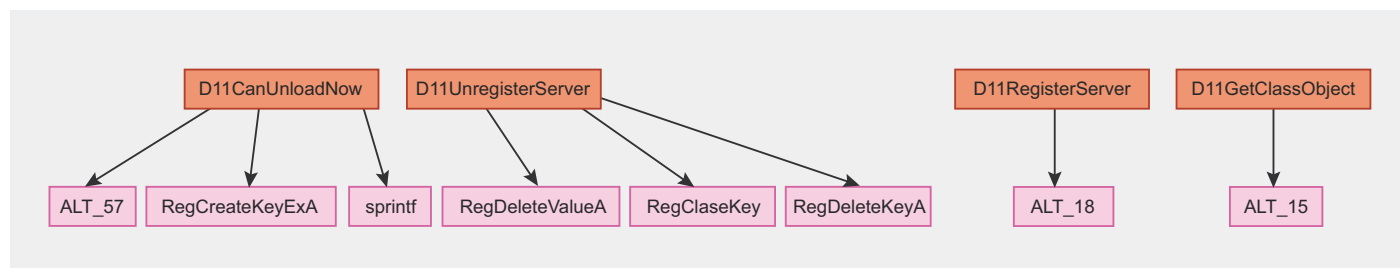 D11CanUnloadNow
D11UnregisterServer
D11RegisterServer
D11GetClassObject
ALT_57
RegCreateKeyExA
sprintf
RegDeleteValueA
RegClaseKey
RegDeleteKeyA
ALT_18
ALT_15